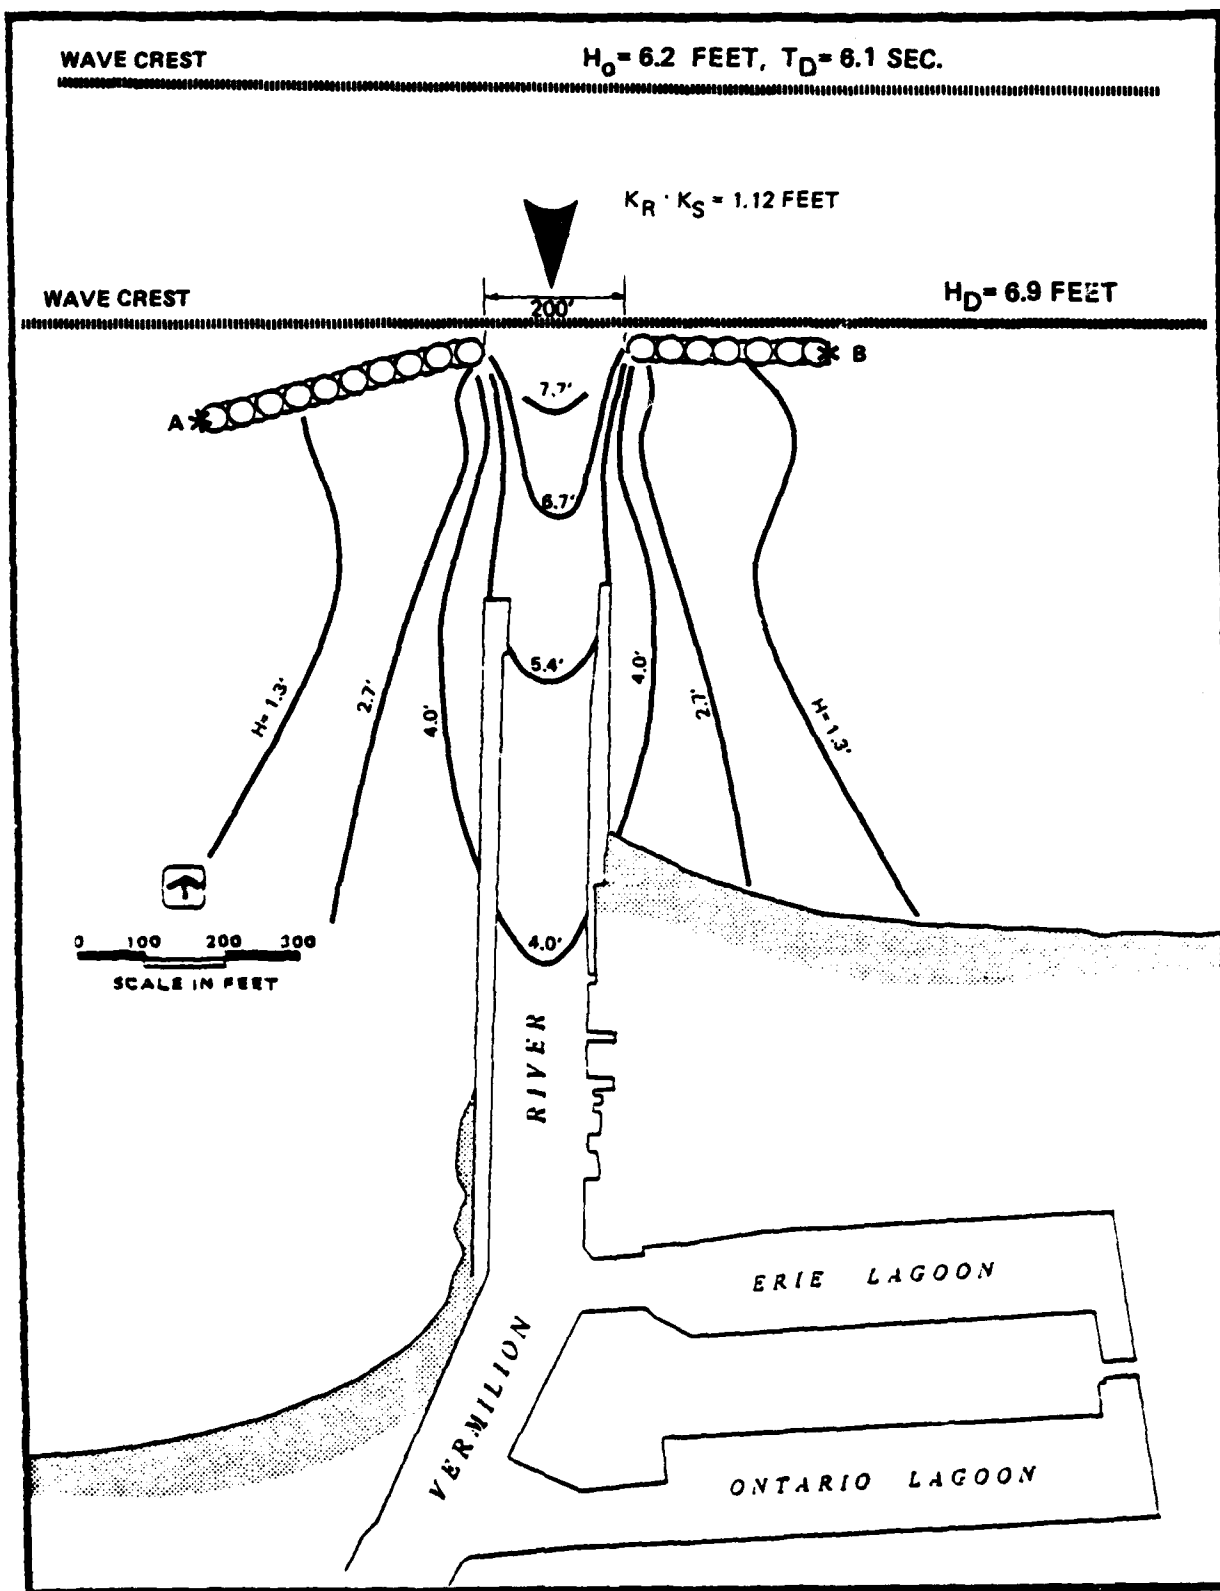 WAVE CREST
H₀= 6.2 FEET, T_D= 6.1 SEC.
K_R · K_S = 1.12 FEET
WAVE CREST
200'
H_D= 6.9 FEET
A
B
7.7'
6.7'
5.4'
4.0'
4.0'
2.7'
2.7'
H= 1.3'
H= 1.3'
4.0'
0 100 200 300
SCALE IN FEET
RIVER
VERMILION
ERIE LAGOON
ONTARIO LAGOON